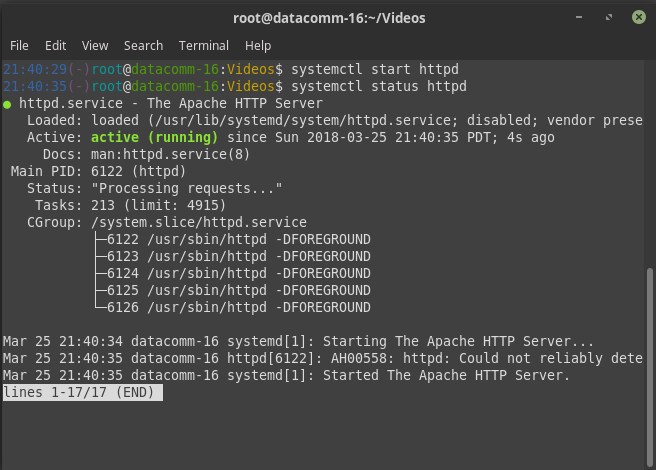 root@datacomm-16:~/Videos
File Edit View Search Terminal Help
21:40:29(-)root@datacomm-16:Videos$ systemctl start httpd
21:40:35(-)root@datacomm-16:Videos$ systemctl status httpd
● httpd.service - The Apache HTTP Server
   Loaded: loaded (/usr/lib/systemd/system/httpd.service; disabled; vendor prese
   Active: active (running) since Sun 2018-03-25 21:40:35 PDT; 4s ago
     Docs: man:httpd.service(8)
 Main PID: 6122 (httpd)
   Status: "Processing requests..."
    Tasks: 213 (limit: 4915)
   CGroup: /system.slice/httpd.service
           ├─6122 /usr/sbin/httpd -DFOREGROUND
           ├─6123 /usr/sbin/httpd -DFOREGROUND
           ├─6124 /usr/sbin/httpd -DFOREGROUND
           ├─6125 /usr/sbin/httpd -DFOREGROUND
           └─6126 /usr/sbin/httpd -DFOREGROUND
Mar 25 21:40:34 datacomm-16 systemd[1]: Starting The Apache HTTP Server...
Mar 25 21:40:35 datacomm-16 httpd[6122]: AH00558: httpd: Could not reliably dete
Mar 25 21:40:35 datacomm-16 systemd[1]: Started The Apache HTTP Server.
lines 1-17/17 (END)